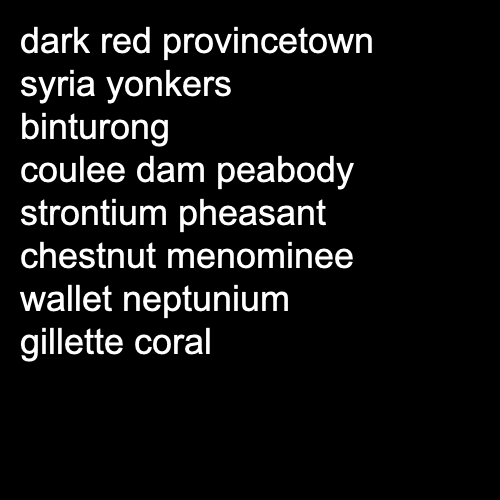 dark red provincetown
syria yonkers
binturong
coulee dam peabody
strontium pheasant
chestnut menominee
wallet neptunium
gillette coral